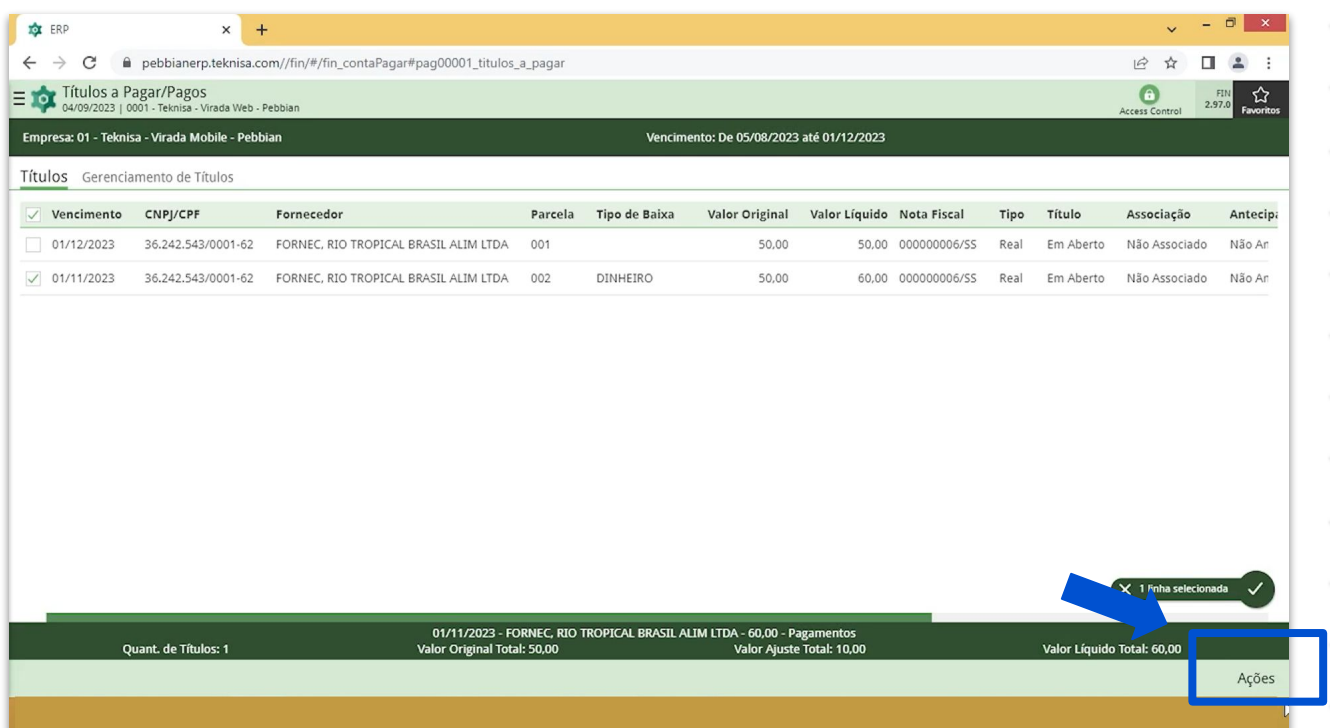 ERP
pebbianerp.teknisa.com//fin/#/fin_contaPagar#pag00001_titulos_a_pagar
Títulos a Pagar/Pagos
04/09/2023 | 0001 - Teknisa - Virada Web - Pebbian
Access Control
FIN
2.97.0
Favoritos
Empresa: 01 - Teknisa - Virada Mobile - Pebbian Vencimento: De 05/08/2023 até 01/12/2023
Títulos Gerenciamento de Títulos
Vencimento CNPJ/CPF Fornecedor Parcela Tipo de Baixa Valor Original Valor Líquido Nota Fiscal Tipo Título Associação Antecipa
01/12/2023 36.242.543/0001-62 FORNEC, RIO TROPICAL BRASIL ALIM LTDA 001 50,00 50,00 000000006/SS Real Em Aberto Não Associado Não An
01/11/2023 36.242.543/0001-62 FORNEC, RIO TROPICAL BRASIL ALIM LTDA 002 DINHEIRO 50,00 60,00 000000006/SS Real Em Aberto Não Associado Não An
1 linha selecionada
01/11/2023 - FORNEC, RIO TROPICAL BRASIL ALIM LTDA - 60,00 - Pagamentos
Quant. de Títulos: 1 Valor Original Total: 50,00 Valor Ajuste Total: 10,00 Valor Líquido Total: 60,00
Ações